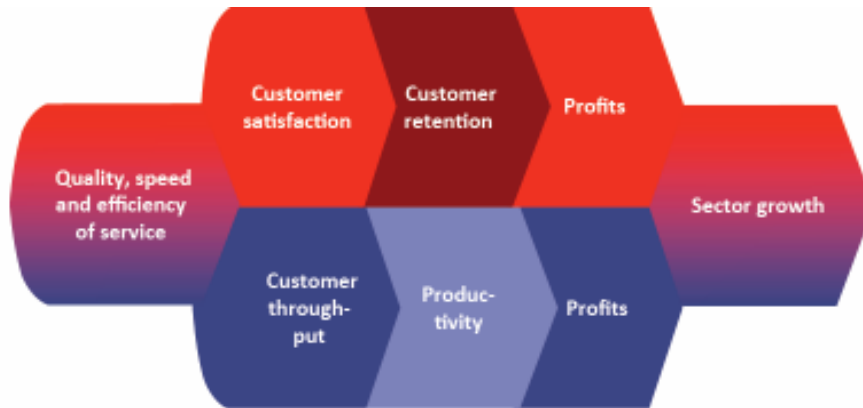 Customer
satisfaction
Customer
retention
Profits
Quality, speed
and efficiency
of service
Sector growth
Customer
through-
put
Produc-
tivity
Profits